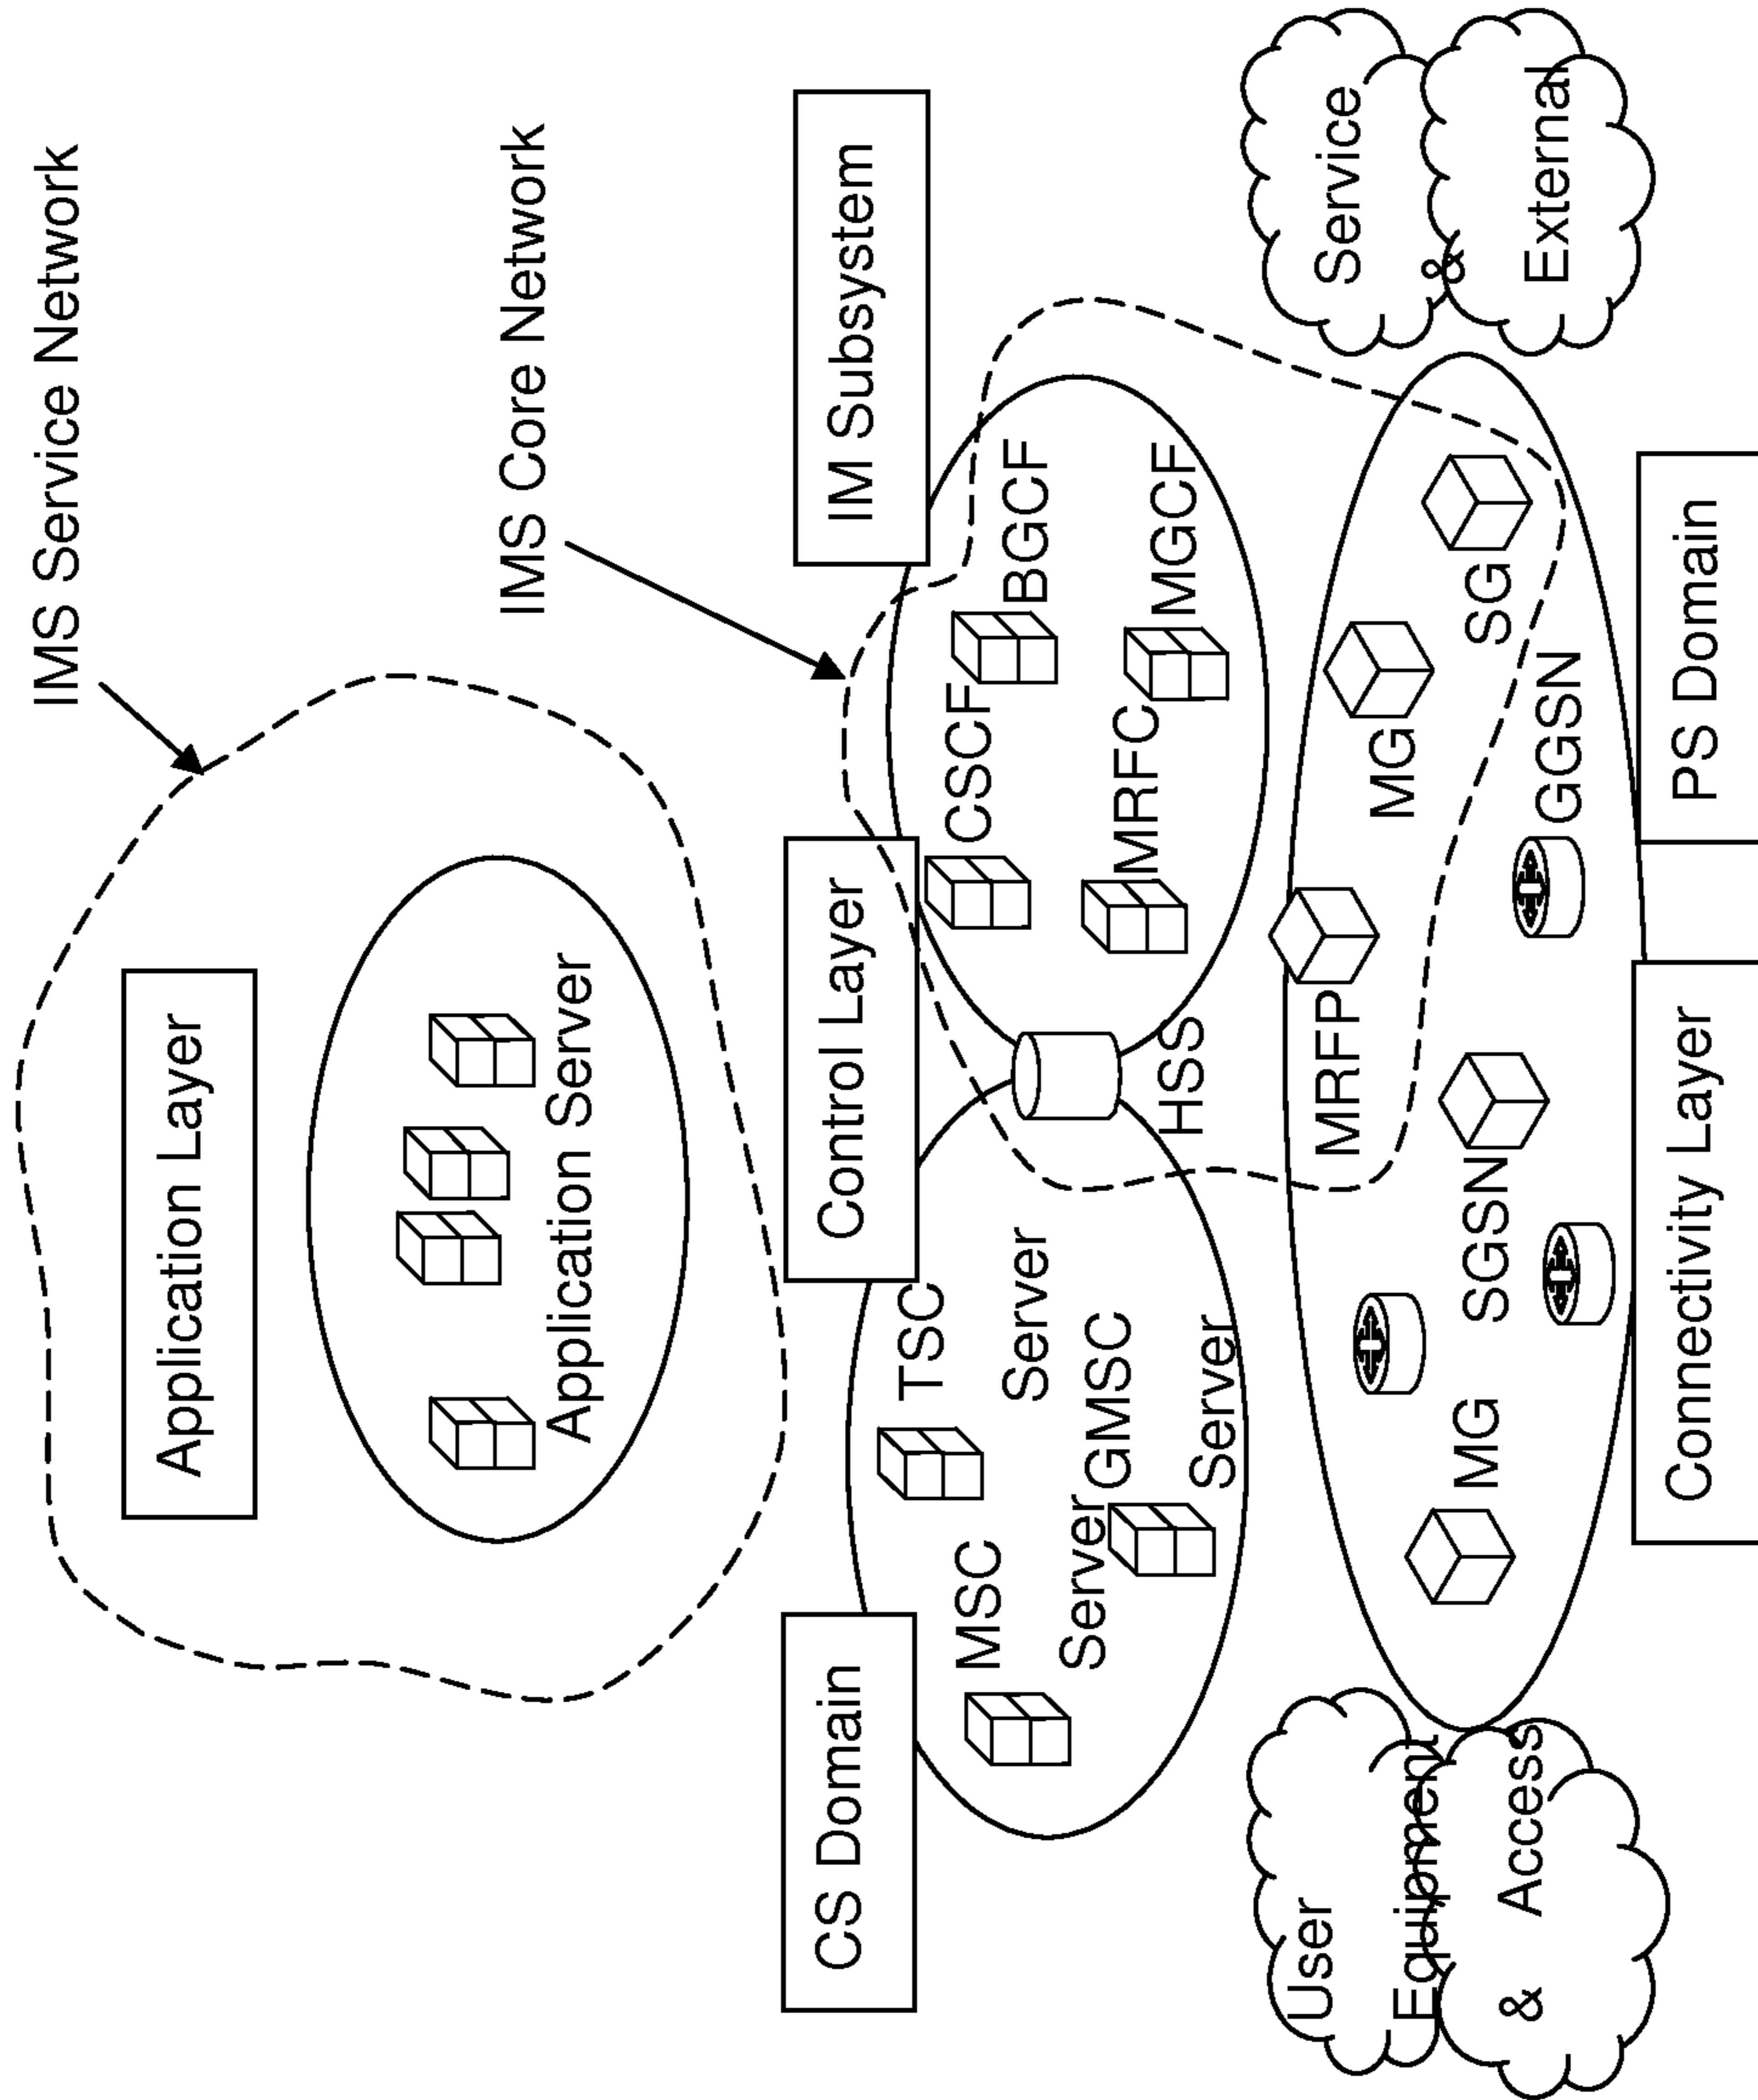 IMS Service Network
Application Layer
Application Server
IMS Core Network
CS Domain
Control Layer
IM Subsystem
MSC
Server
TSC
Server
GMSC
Server
CSCF
BGCF
MRFC
MGCF
HSS
User
Equipment
& Access
MG
SGSN
MRFP
MG
SG
GGSN
Service
&
External
Connectivity Layer
PS Domain